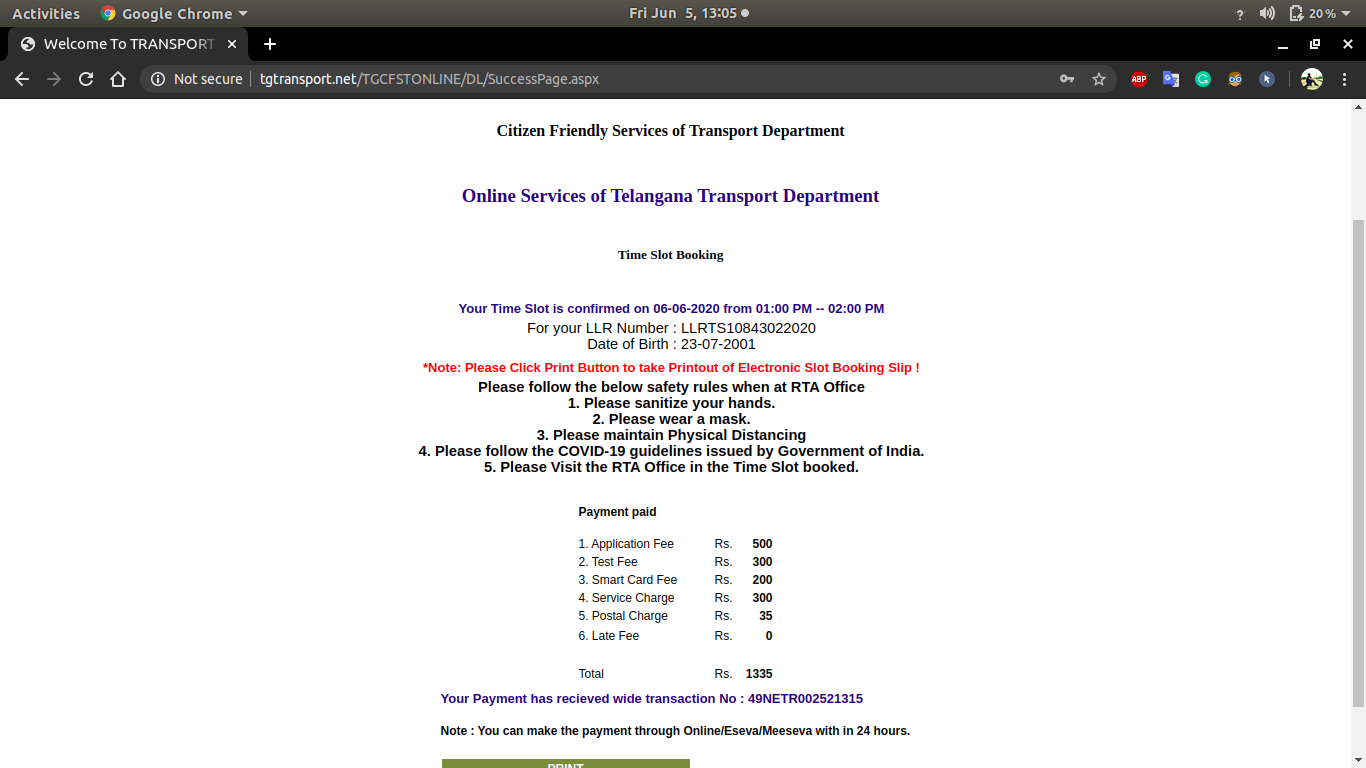 Activities Google Chrome Fri Jun 5, 13:05 ? 20 %
Welcome To TRANSPORT
Not secure tgtransport.net/TGCFSTONLINE/DL/SuccessPage.aspx ABP
Citizen Friendly Services of Transport Department
Online Services of Telangana Transport Department
Time Slot Booking
Your Time Slot is confirmed on 06-06-2020 from 01:00 PM -- 02:00 PM
For your LLR Number : LLRTS10843022020
Date of Birth : 23-07-2001
*Note: Please Click Print Button to take Printout of Electronic Slot Booking Slip !
Please follow the below safety rules when at RTA Office
1. Please sanitize your hands.
2. Please wear a mask.
3. Please maintain Physical Distancing
4. Please follow the COVID-19 guidelines issued by Government of India.
5. Please Visit the RTA Office in the Time Slot booked.
Payment paid
1. Application Fee Rs. 500
2. Test Fee Rs. 300
3. Smart Card Fee Rs. 200
4. Service Charge Rs. 300
5. Postal Charge Rs. 35
6. Late Fee Rs. 0
Total Rs. 1335
Your Payment has recieved wide transaction No : 49NETR002521315
Note : You can make the payment through Online/Eseva/Meeseva with in 24 hours.
PRINT